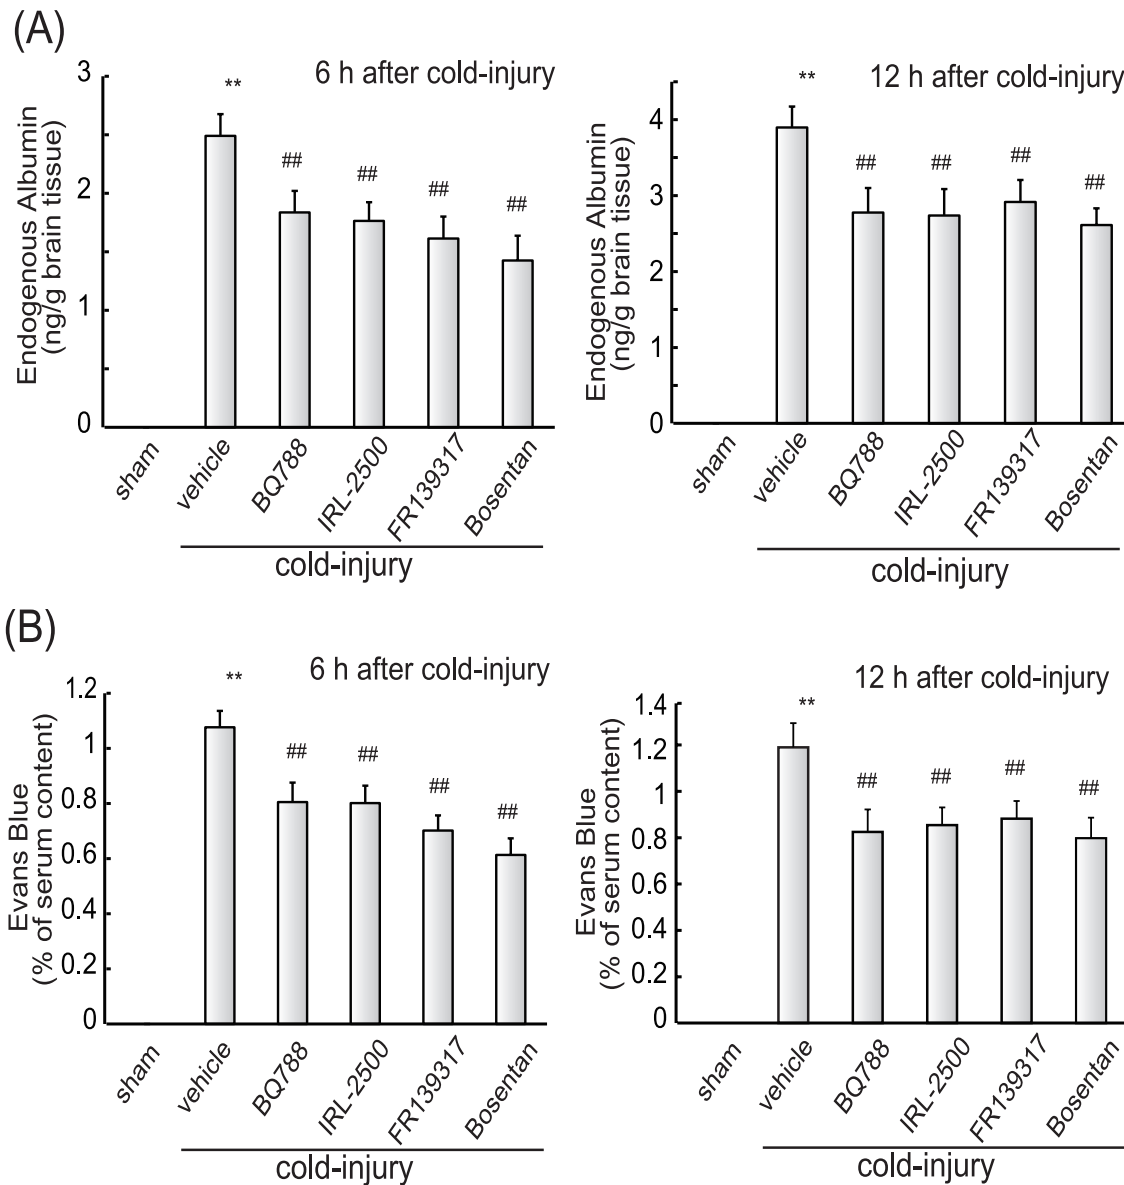 (A)
6 h after cold-injury
Endogenous Albumin
(ng/g brain tissue)
3
2
1
0
**
##
##
##
##
sham
vehicle
BQ788
IRL-2500
FR139317
Bosentan
cold-injury
12 h after cold-injury
Endogenous Albumin
(ng/g brain tissue)
4
3
2
1
0
**
##
##
##
##
sham
vehicle
BQ788
IRL-2500
FR139317
Bosentan
cold-injury
(B)
6 h after cold-injury
Evans Blue
(% of serum content)
1.2
1
0.8
0.6
0.4
0.2
0
**
##
##
##
##
sham
vehicle
BQ788
IRL-2500
FR139317
Bosentan
cold-injury
12 h after cold-injury
Evans Blue
(% of serum content)
1.4
1.2
1
0.8
0.6
0.4
0.2
0
**
##
##
##
##
sham
vehicle
BQ788
IRL-2500
FR139317
Bosentan
cold-injury